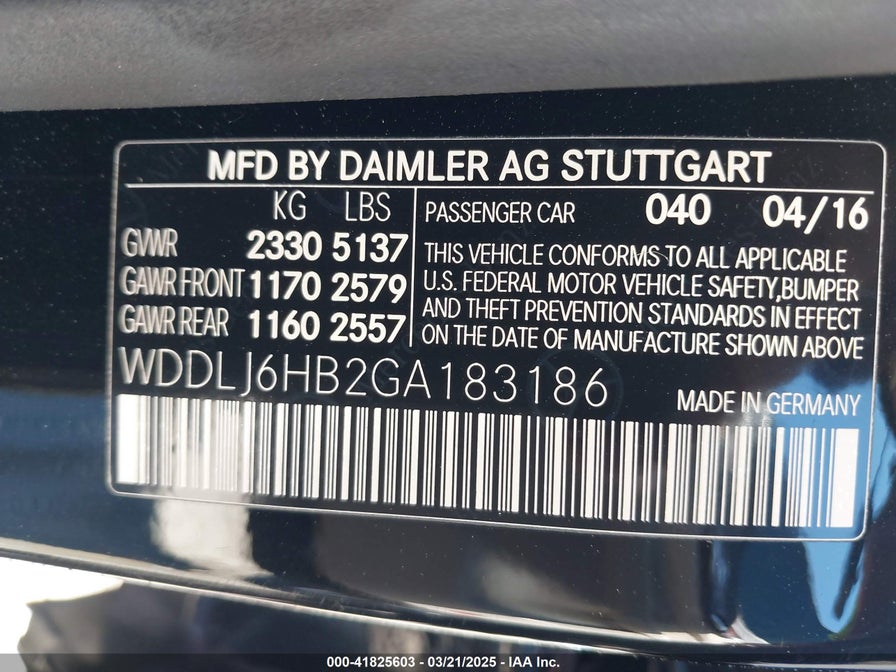 MFD BY DAIMLER AG STUTTGART
KG LBS
GVWR 2330 5137
GAWR FRONT 1170 2579
GAWR REAR 1160 2557
PASSENGER CAR 040 04/16
THIS VEHICLE CONFORMS TO ALL APPLICABLE
U.S. FEDERAL MOTOR VEHICLE SAFETY,BUMPER
AND THEFT PREVENTION STANDARDS IN EFFECT
ON THE DATE OF MANUFACTURE SHOWN ABOVE
WDDLJ6HB2GA183186
MADE IN GERMANY
000-41825603 - 03/21/2025 - IAA Inc.